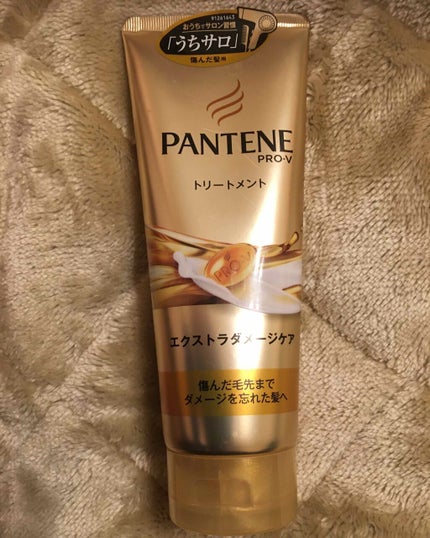 91261643
おうちでサロン習慣
「うちサロ」
傷んだ髪用
PANTENE
PRO-V
トリートメント
PRO-V
エクストラダメージケア
傷んだ毛先まで
ダメージを忘れた髪へ